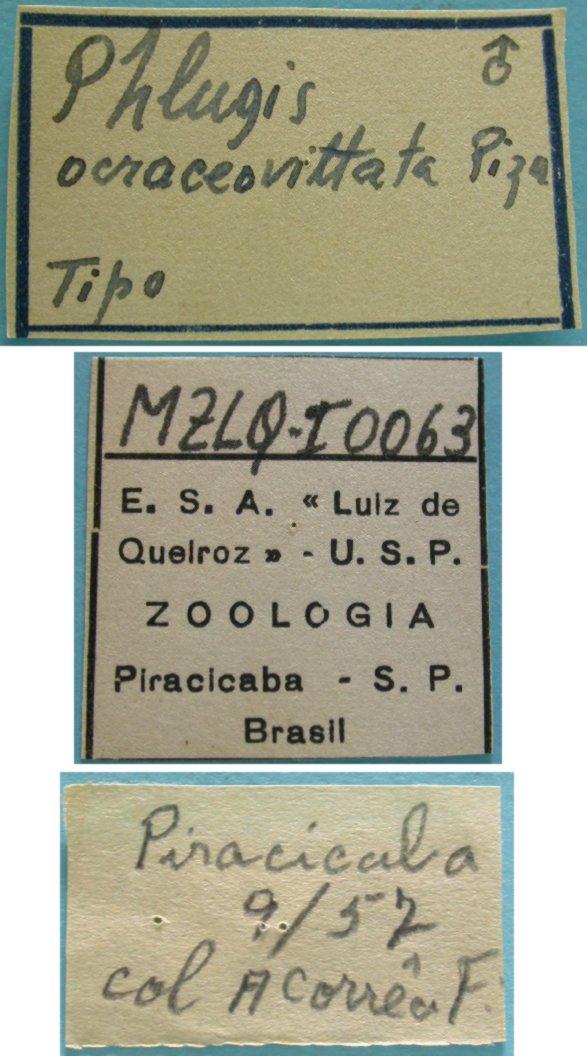 Phlugis ♂
ocraceovittata Piza
Tipo
MZLQ-I0063
E. S. A. « Luiz de
Queiroz » - U. S. P.
ZOOLOGIA
Piracicaba - S. P.
Brasil
Piracicaba
9/57
col A Corrêa F.